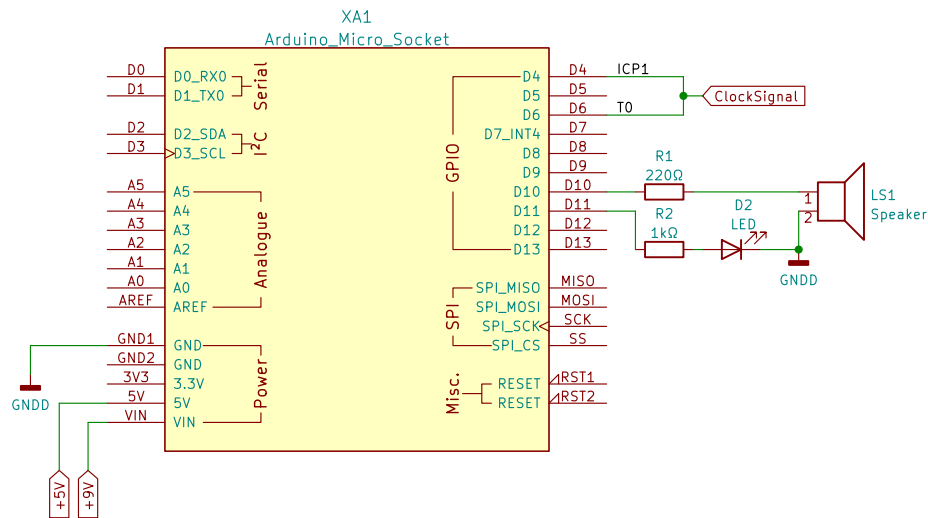 XA1
Arduino_Micro_Socket
D0
D0_RX0
D1
D1_TX0
Serial
D2
D2_SDA
D3
D3_SCL
I²C
A5
A5
A4
A4
A3
A3
A2
A2
A1
A1
A0
A0
AREF
AREF
Analogue
GND1
GND
GND2
GND
3V3
3.3V
5V
5V
VIN
VIN
Power
GNDD
+5V
+9V
GPIO
D4
D4
ICP1
D5
D5
D6
D6
T0
D7_INT4
D7
D8
D8
D9
D9
D10
D10
D11
D11
D12
D12
D13
D13
ClockSignal
R1
220Ω
R2
1kΩ
D2
LED
1
2
LS1
Speaker
GNDD
SPI
SPI_MISO
MISO
SPI_MOSI
MOSI
SPI_SCK
SCK
SPI_CS
SS
Misc.
RESET
RST1
RESET
RST2